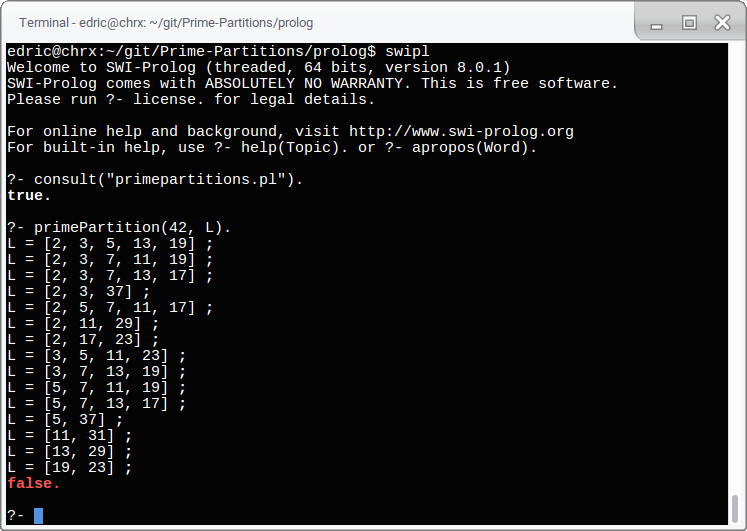 Terminal - edric@chrx: ~/git/Prime-Partitions/prolog
edric@chrx:~/git/Prime-Partitions/prolog$ swipl
Welcome to SWI-Prolog (threaded, 64 bits, version 8.0.1)
SWI-Prolog comes with ABSOLUTELY NO WARRANTY. This is free software.
Please run ?- license. for legal details.

For online help and background, visit http://www.swi-prolog.org
For built-in help, use ?- help(Topic). or ?- apropos(Word).

?- consult("primepartitions.pl").
true.

?- primePartition(42, L).
L = [2, 3, 5, 13, 19] ;
L = [2, 3, 7, 11, 19] ;
L = [2, 3, 7, 13, 17] ;
L = [2, 3, 37] ;
L = [2, 5, 7, 11, 17] ;
L = [2, 11, 29] ;
L = [2, 17, 23] ;
L = [3, 5, 11, 23] ;
L = [3, 7, 13, 19] ;
L = [5, 7, 11, 19] ;
L = [5, 7, 13, 17] ;
L = [5, 37] ;
L = [11, 31] ;
L = [13, 29] ;
L = [19, 23] ;
false.

?-